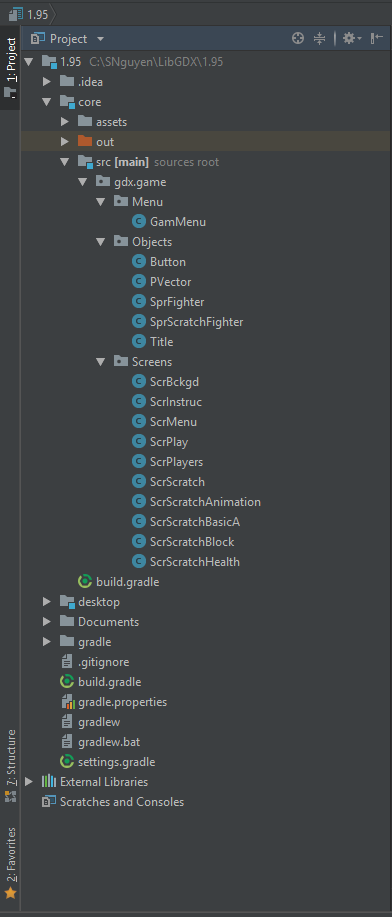 1.95
Project
1: Project
1.95 C:\SNguyen\LibGDX\1.95
.idea
core
assets
out
src [main] sources root
gdx.game
Menu
GamMenu
Objects
Button
PVector
SprFighter
SprScratchFighter
Title
Screens
ScrBckgd
ScrInstruc
ScrMenu
ScrPlay
ScrPlayers
ScrScratch
ScrScratchAnimation
ScrScratchBasicA
ScrScratchBlock
ScrScratchHealth
build.gradle
desktop
Documents
gradle
.gitignore
build.gradle
gradle.properties
gradlew
gradlew.bat
settings.gradle
External Libraries
Scratches and Consoles
7: Structure
2: Favorites